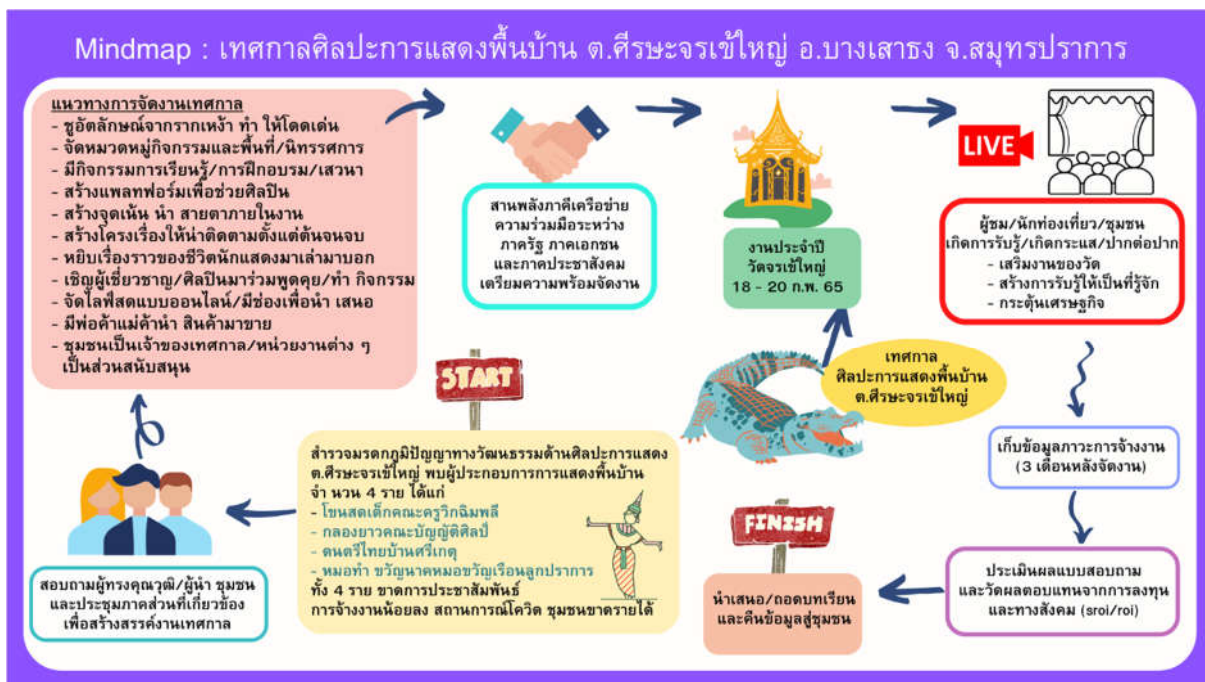 Mindmap : เทศกาลศิลปะการแสดงพื้นบ้าน ต.ศีรษะจรเข้ใหญ่ อ.บางเสาธง จ.สมุทรปราการ
แนวทางการจัดงานเทศกาล
- ชูอัตลักษณ์จากรากเหง้า ทำ ให้โดดเด่น
- จัดหมวดหมู่กิจกรรมและพื้นที่/นิทรรศการ
- มีกิจกรรมการเรียนรู้/การฝึกอบรม/เสวนา
- สร้างแพลทฟอร์มเพื่อช่วยศิลปิน
- สร้างจุดเน้น นำ สายตาภายในงาน
- สร้างโครงเรื่องให้น่าติดตามตั้งแต่ต้นจนจบ
- หยิบเรื่องราวของชีวิตนักแสดงมาเล่ามาบอก
- เชิญผู้เชี่ยวชาญ/ศิลปินมาร่วมพูดคุย/ทำ กิจกรรม
- จัดไลฟ์สดแบบออนไลน์/มีช่องเพื่อนำ เสนอ
- มีพ่อค้าแม่ค้านำ สินค้ามาขาย
- ชุมชนเป็นเจ้าของเทศกาล/หน่วยงานต่าง ๆ
เป็นส่วนสนับสนุน
สานพลังภาคีเครือข่าย
ความร่วมมือระหว่าง
ภาครัฐ ภาคเอกชน
และภาคประชาสังคม
เตรียมความพร้อมจัดงาน
งานประจำปี
วัดจรเข้ใหญ่
18 - 20 ก.พ. 65
LIVE
ผู้ชม/นักท่องเที่ยว/ชุมชน
เกิดการรับรู้/เกิดกระแส/ปากต่อปาก
- เสริมงานของวัด
- สร้างการรับรู้ให้เป็นที่รู้จัก
- กระตุ้นเศรษฐกิจ
เทศกาล
ศิลปะการแสดงพื้นบ้าน
ต.ศีรษะจรเข้ใหญ่
START
สำรวจมรดกภูมิปัญญาทางวัฒนธรรมด้านศิลปะการแสดง
ต.ศีรษะจรเข้ใหญ่ พบผู้ประกอบการการแสดงพื้นบ้าน
จำ นวน 4 ราย ได้แก่
- โขนสดเด็กคณะครูวิกฉิมพลี
- กลองยาวคณะบัญญัติศิลป์
- ดนตรีไทยบ้านศรีเกตุ
- หมอทำ ขวัญนาคหมอขวัญเรือนลูกปราการ
ทั้ง 4 ราย ขาดการประชาสัมพันธ์
การจ้างงานน้อยลง สถานการณ์โควิด ชุมชนขาดรายได้
สอบถามผู้ทรงคุณวุฒิ/ผู้นำ ชุมชน
และประชุมภาคส่วนที่เกี่ยวข้อง
เพื่อสร้างสรรค์งานเทศกาล
เก็บข้อมูลภาวะการจ้างงาน
(3 เดือนหลังจัดงาน)
ประเมินผลแบบสอบถาม
และวัดผลตอบแทนจากการลงทุน
และทางสังคม (sroi/roi)
FINISH
นำเสนอ/ถอดบทเรียน
และคืนข้อมูลสู่ชุมชน